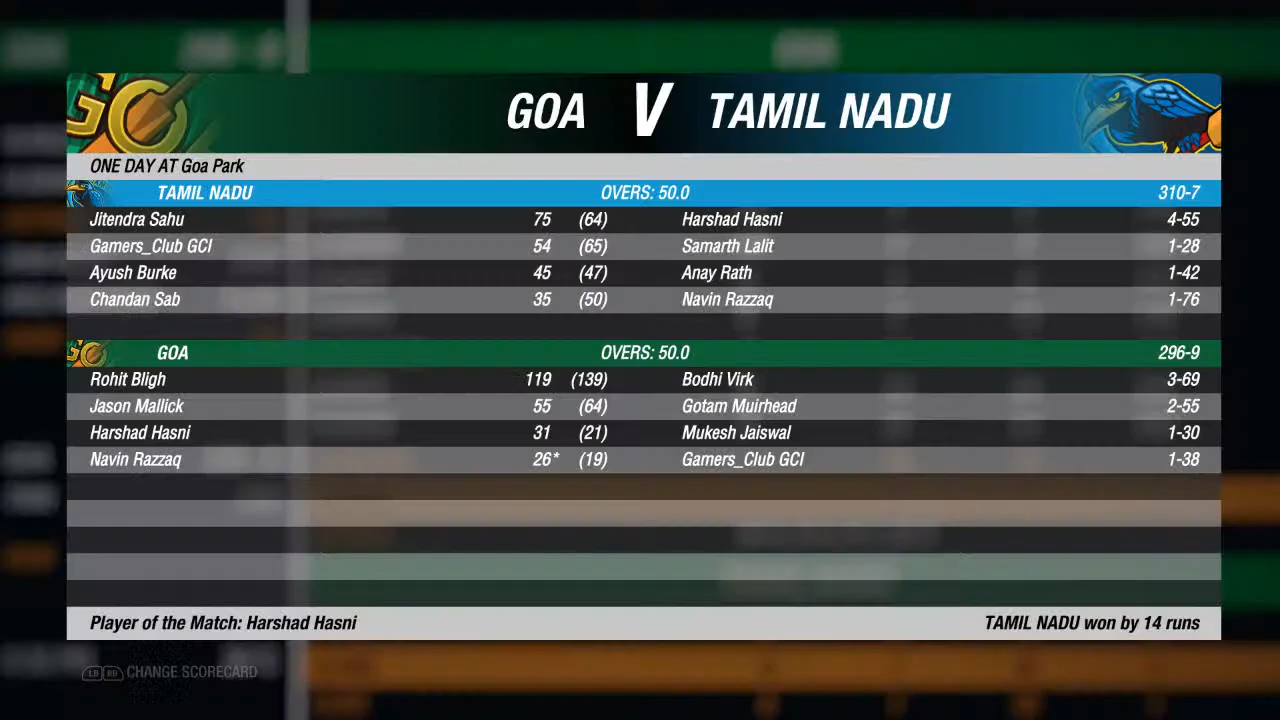 GO
GOA V TAMIL NADU
ONE DAY AT Goa Park
TAMIL NADU OVERS: 50.0 310-7
Jitendra Sahu 75 (64) Harshad Hasni 4-55
Gamers_Club GCI 54 (65) Samarth Lalit 1-28
Ayush Burke 45 (47) Anay Rath 1-42
Chandan Sab 35 (50) Navin Razzaq 1-76
GO GOA OVERS: 50.0 296-9
Rohit Bligh 119 (139) Bodhi Virk 3-69
Jason Mallick 55 (64) Gotam Muirhead 2-55
Harshad Hasni 31 (21) Mukesh Jaiswal 1-30
Navin Razzaq 26* (19) Gamers_Club GCI 1-38
Player of the Match: Harshad Hasni TAMIL NADU won by 14 runs
LB RB CHANGE SCORECARD